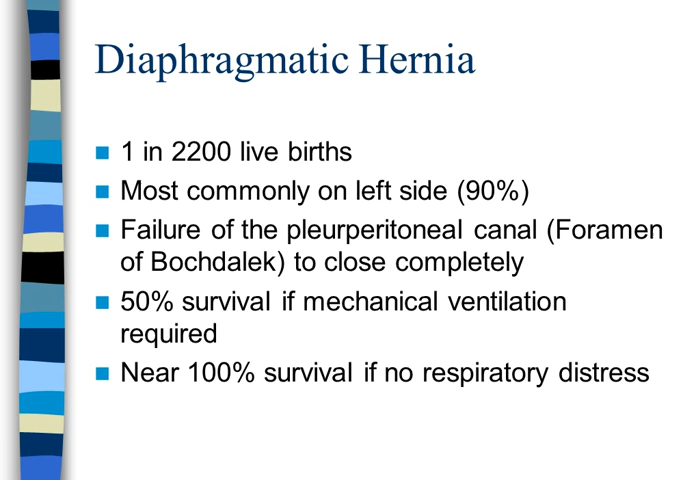 Diaphragmatic Hernia
1 in 2200 live births
Most commonly on left side (90%)
Failure of the pleurperitoneal canal (Foramen
of Bochdalek) to close completely
50% survival if mechanical ventilation
required
Near 100% survival if no respiratory distress